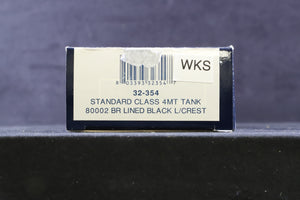 WKS
32-354
STANDARD CLASS 4MT TANK
80002 BR LINED BLACK L/CREST